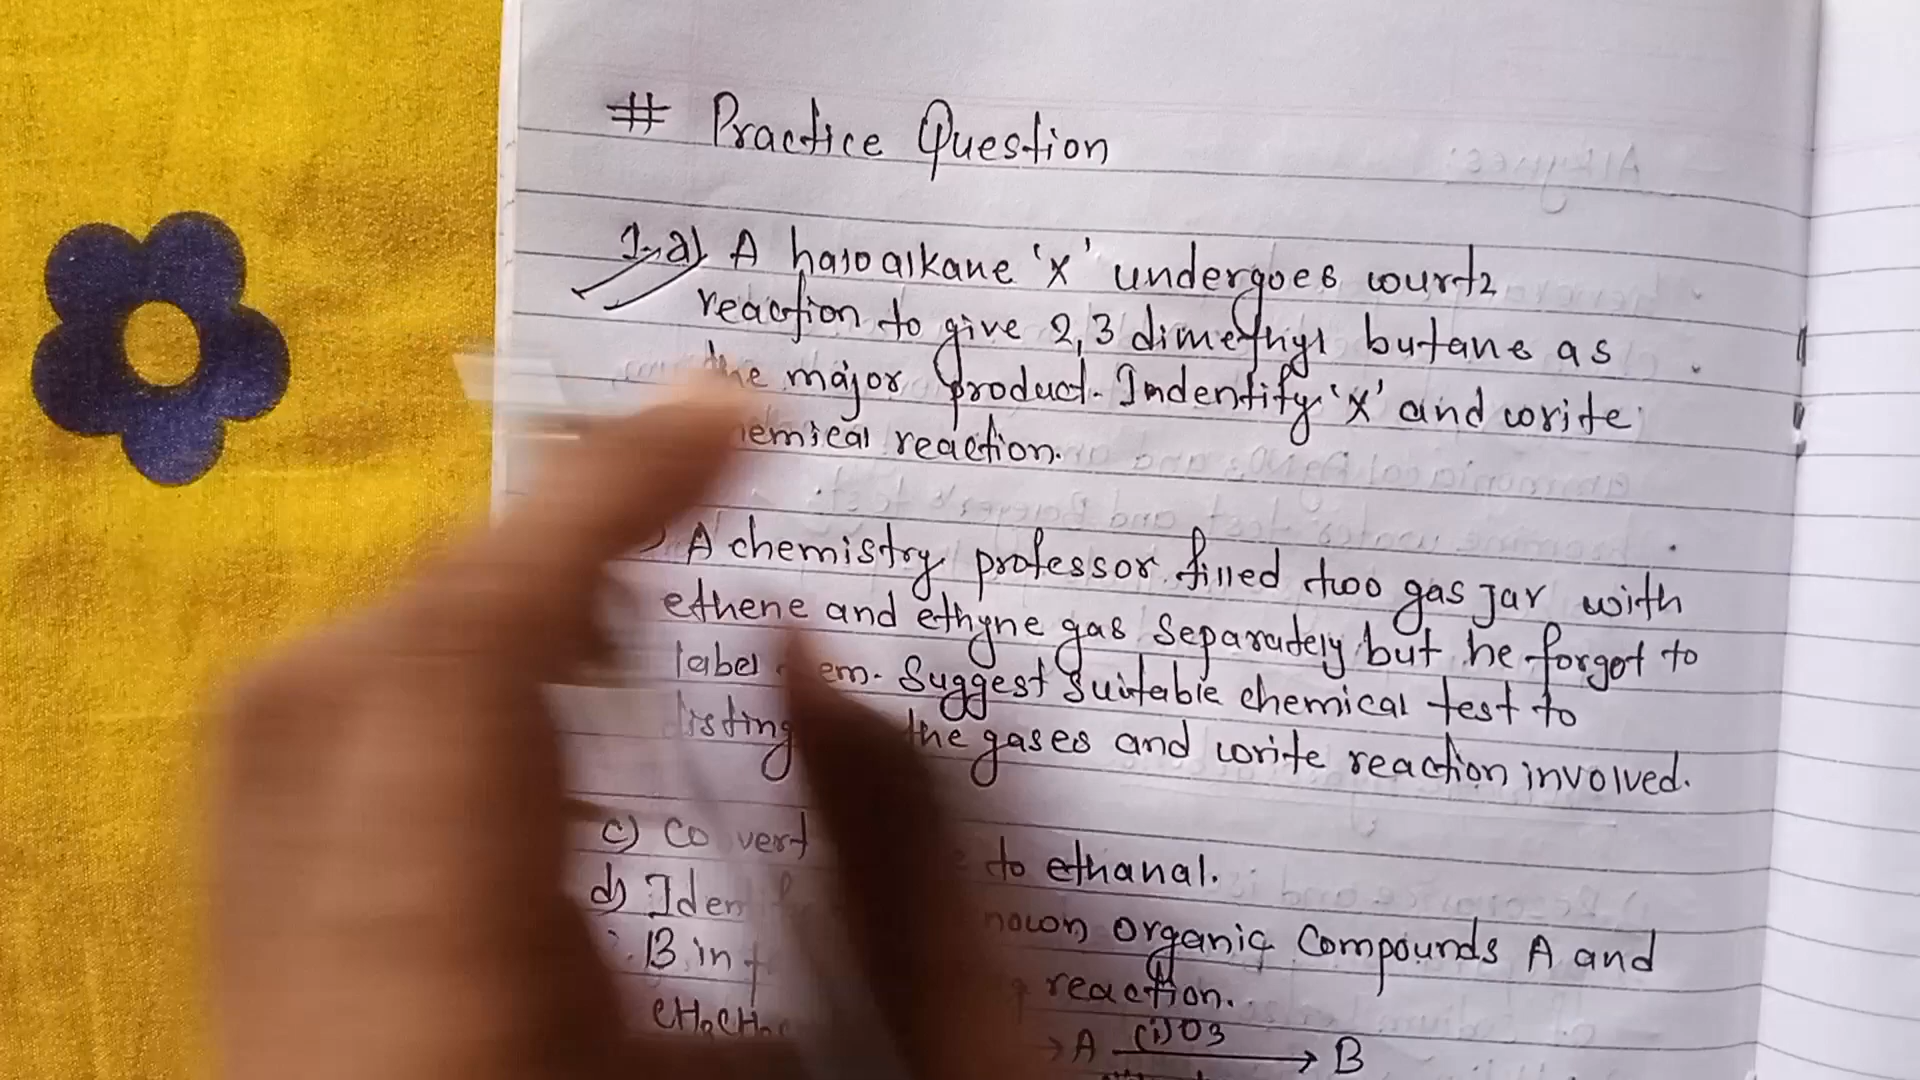 # Practice Question
1. a) A haloalkane 'X' undergoes wurtz
reaction to give 2,3 dimethyl butane as
the major product. Indentify 'X' and write
chemical reaction.
A chemistry professor filled two gas jar with
ethene and ethyne gas separately but he forgot to
label em. Suggest suitable chemical test to
the gases and write reaction involved.
c) to ethanal.
d) organic compounds A and
B in reaction.
A (i) O3 → B